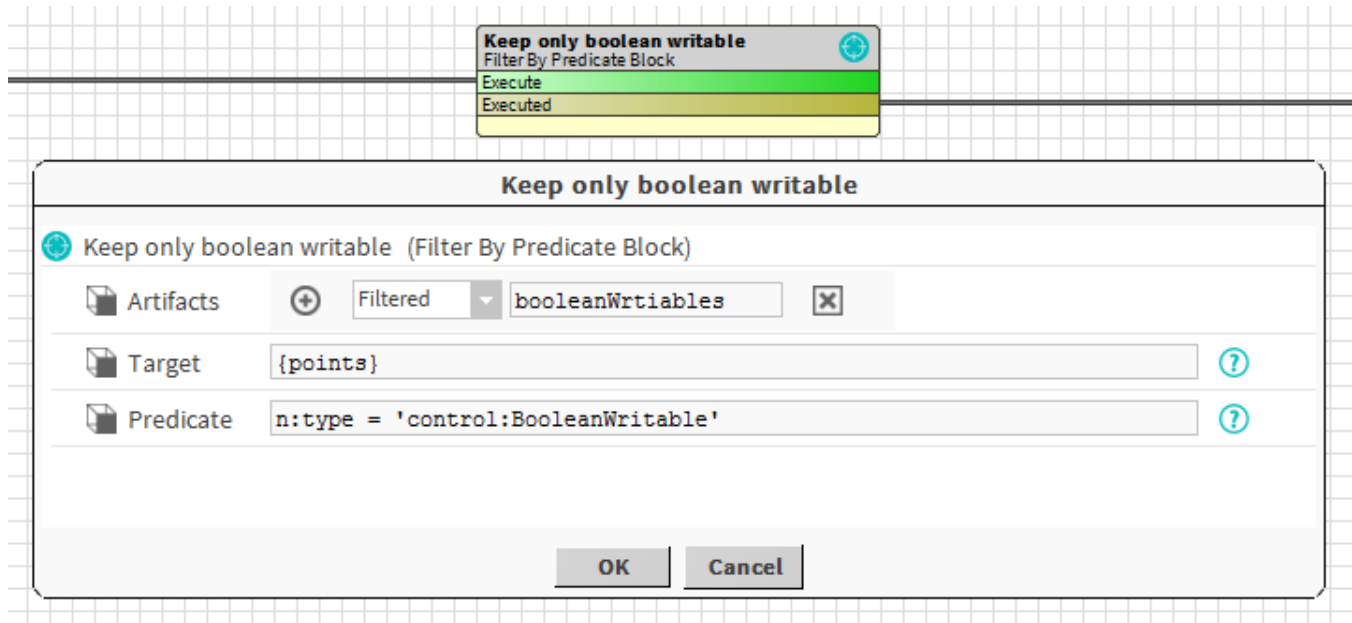 Keep only boolean writable
Filter By Predicate Block
Execute
Executed
Keep only boolean writable
Keep only boolean writable (Filter By Predicate Block)
Artifacts Filtered booleanWrtiables
Target {points} ?
Predicate n:type = 'control:BooleanWritable' ?
OK Cancel